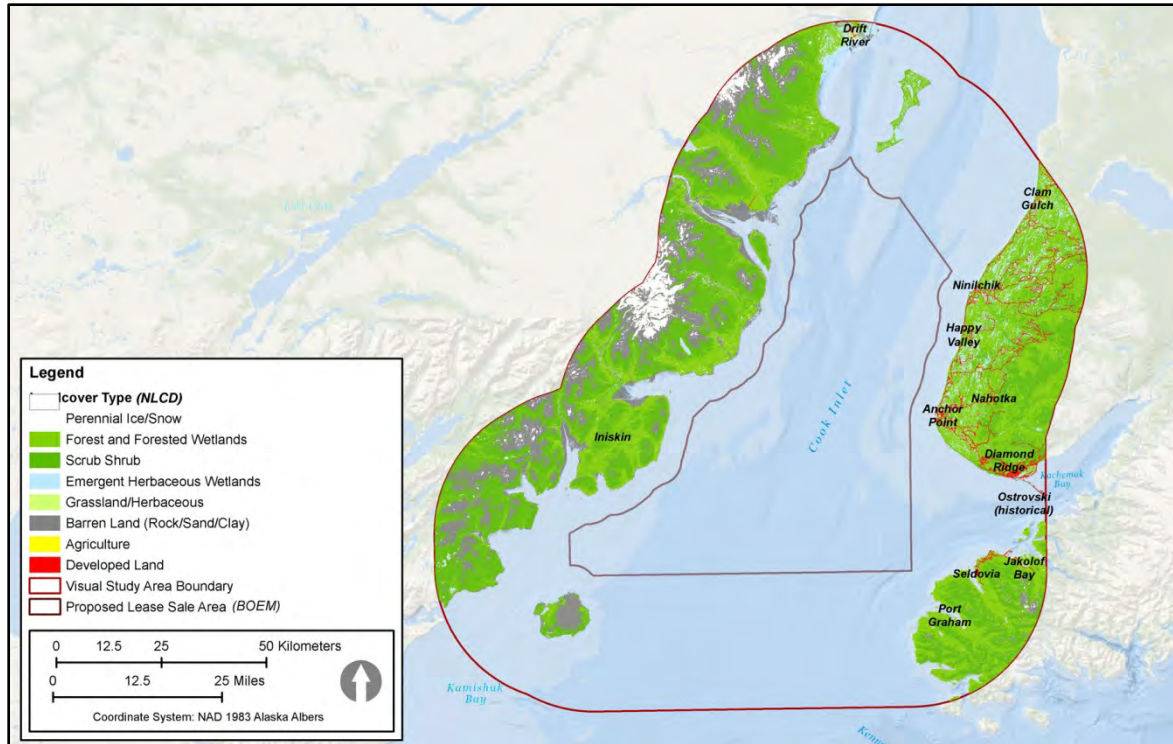 Drift
River
Clam
Gulch
Ninilchik
Happy
Valley
Nahotka
Anchor
Point
Diamond
Ridge
Kachemak
Bay
Ostrovski
(historical)
Cook Inlet
Iniskin
Jakolof
Bay
Seldovia
Port
Graham
Kamishak
Bay
Legend
cover Type (NLCD)
Perennial Ice/Snow
Forest and Forested Wetlands
Scrub Shrub
Emergent Herbaceous Wetlands
Grassland/Herbaceous
Barren Land (Rock/Sand/Clay)
Agriculture
Developed Land
Visual Study Area Boundary
Proposed Lease Sale Area (BOEM)
0 12.5 25 50 Kilometers
0 12.5 25 Miles
Coordinate System: NAD 1983 Alaska Albers